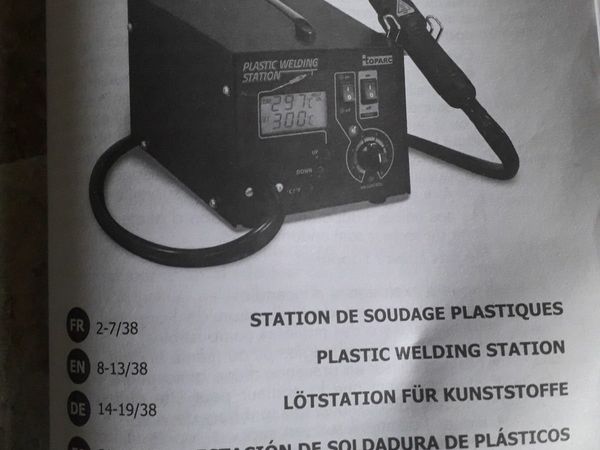 PLASTIC WELDING
STATION
TOPARC
297°C
300°C
UP
DOWN
FR 2-7/38 STATION DE SOUDAGE PLASTIQUES
EN 8-13/38 PLASTIC WELDING STATION
DE 14-19/38 LÖTSTATION FÜR KUNSTSTOFFE
DE SOLDADURA DE PLÁSTICOS